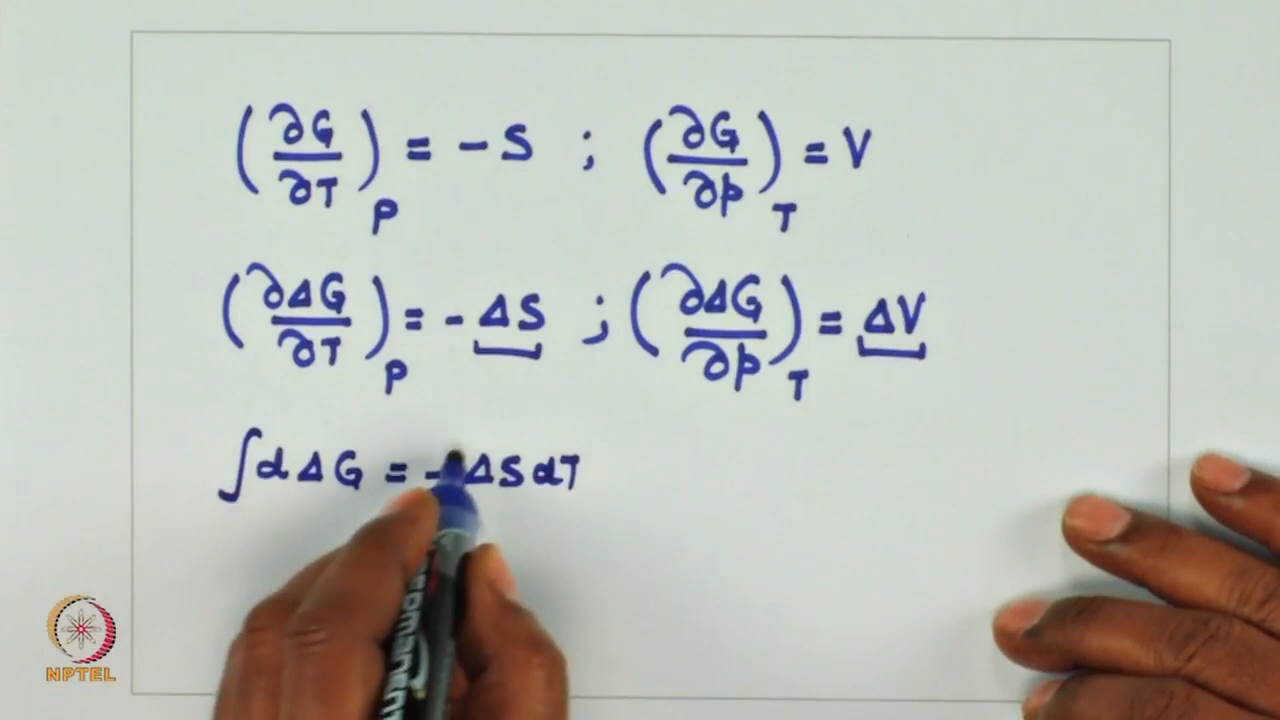 (∂G/∂T)_P = -S ; (∂G/∂p)_T = V
(∂ΔG/∂T)_P = -ΔS ; (∂ΔG/∂p)_T = ΔV
∫dΔG = - ΔS dT
NPTEL